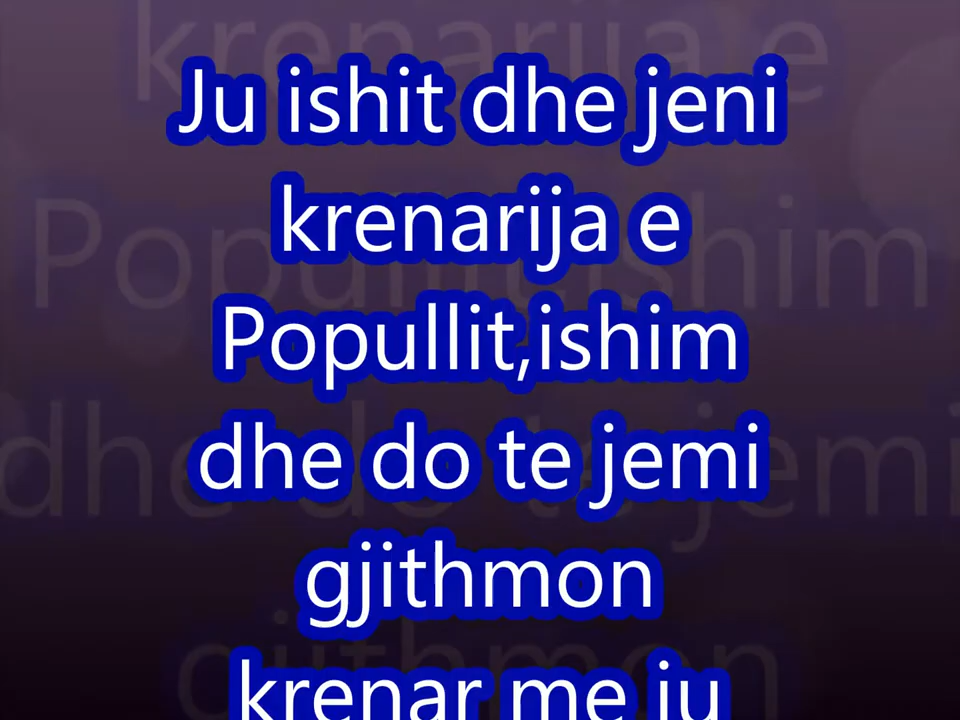 Ju ishit dhe jeni
krenarija e
Popullit,ishim
dhe do te jemi
gjithmon
krenar me ju